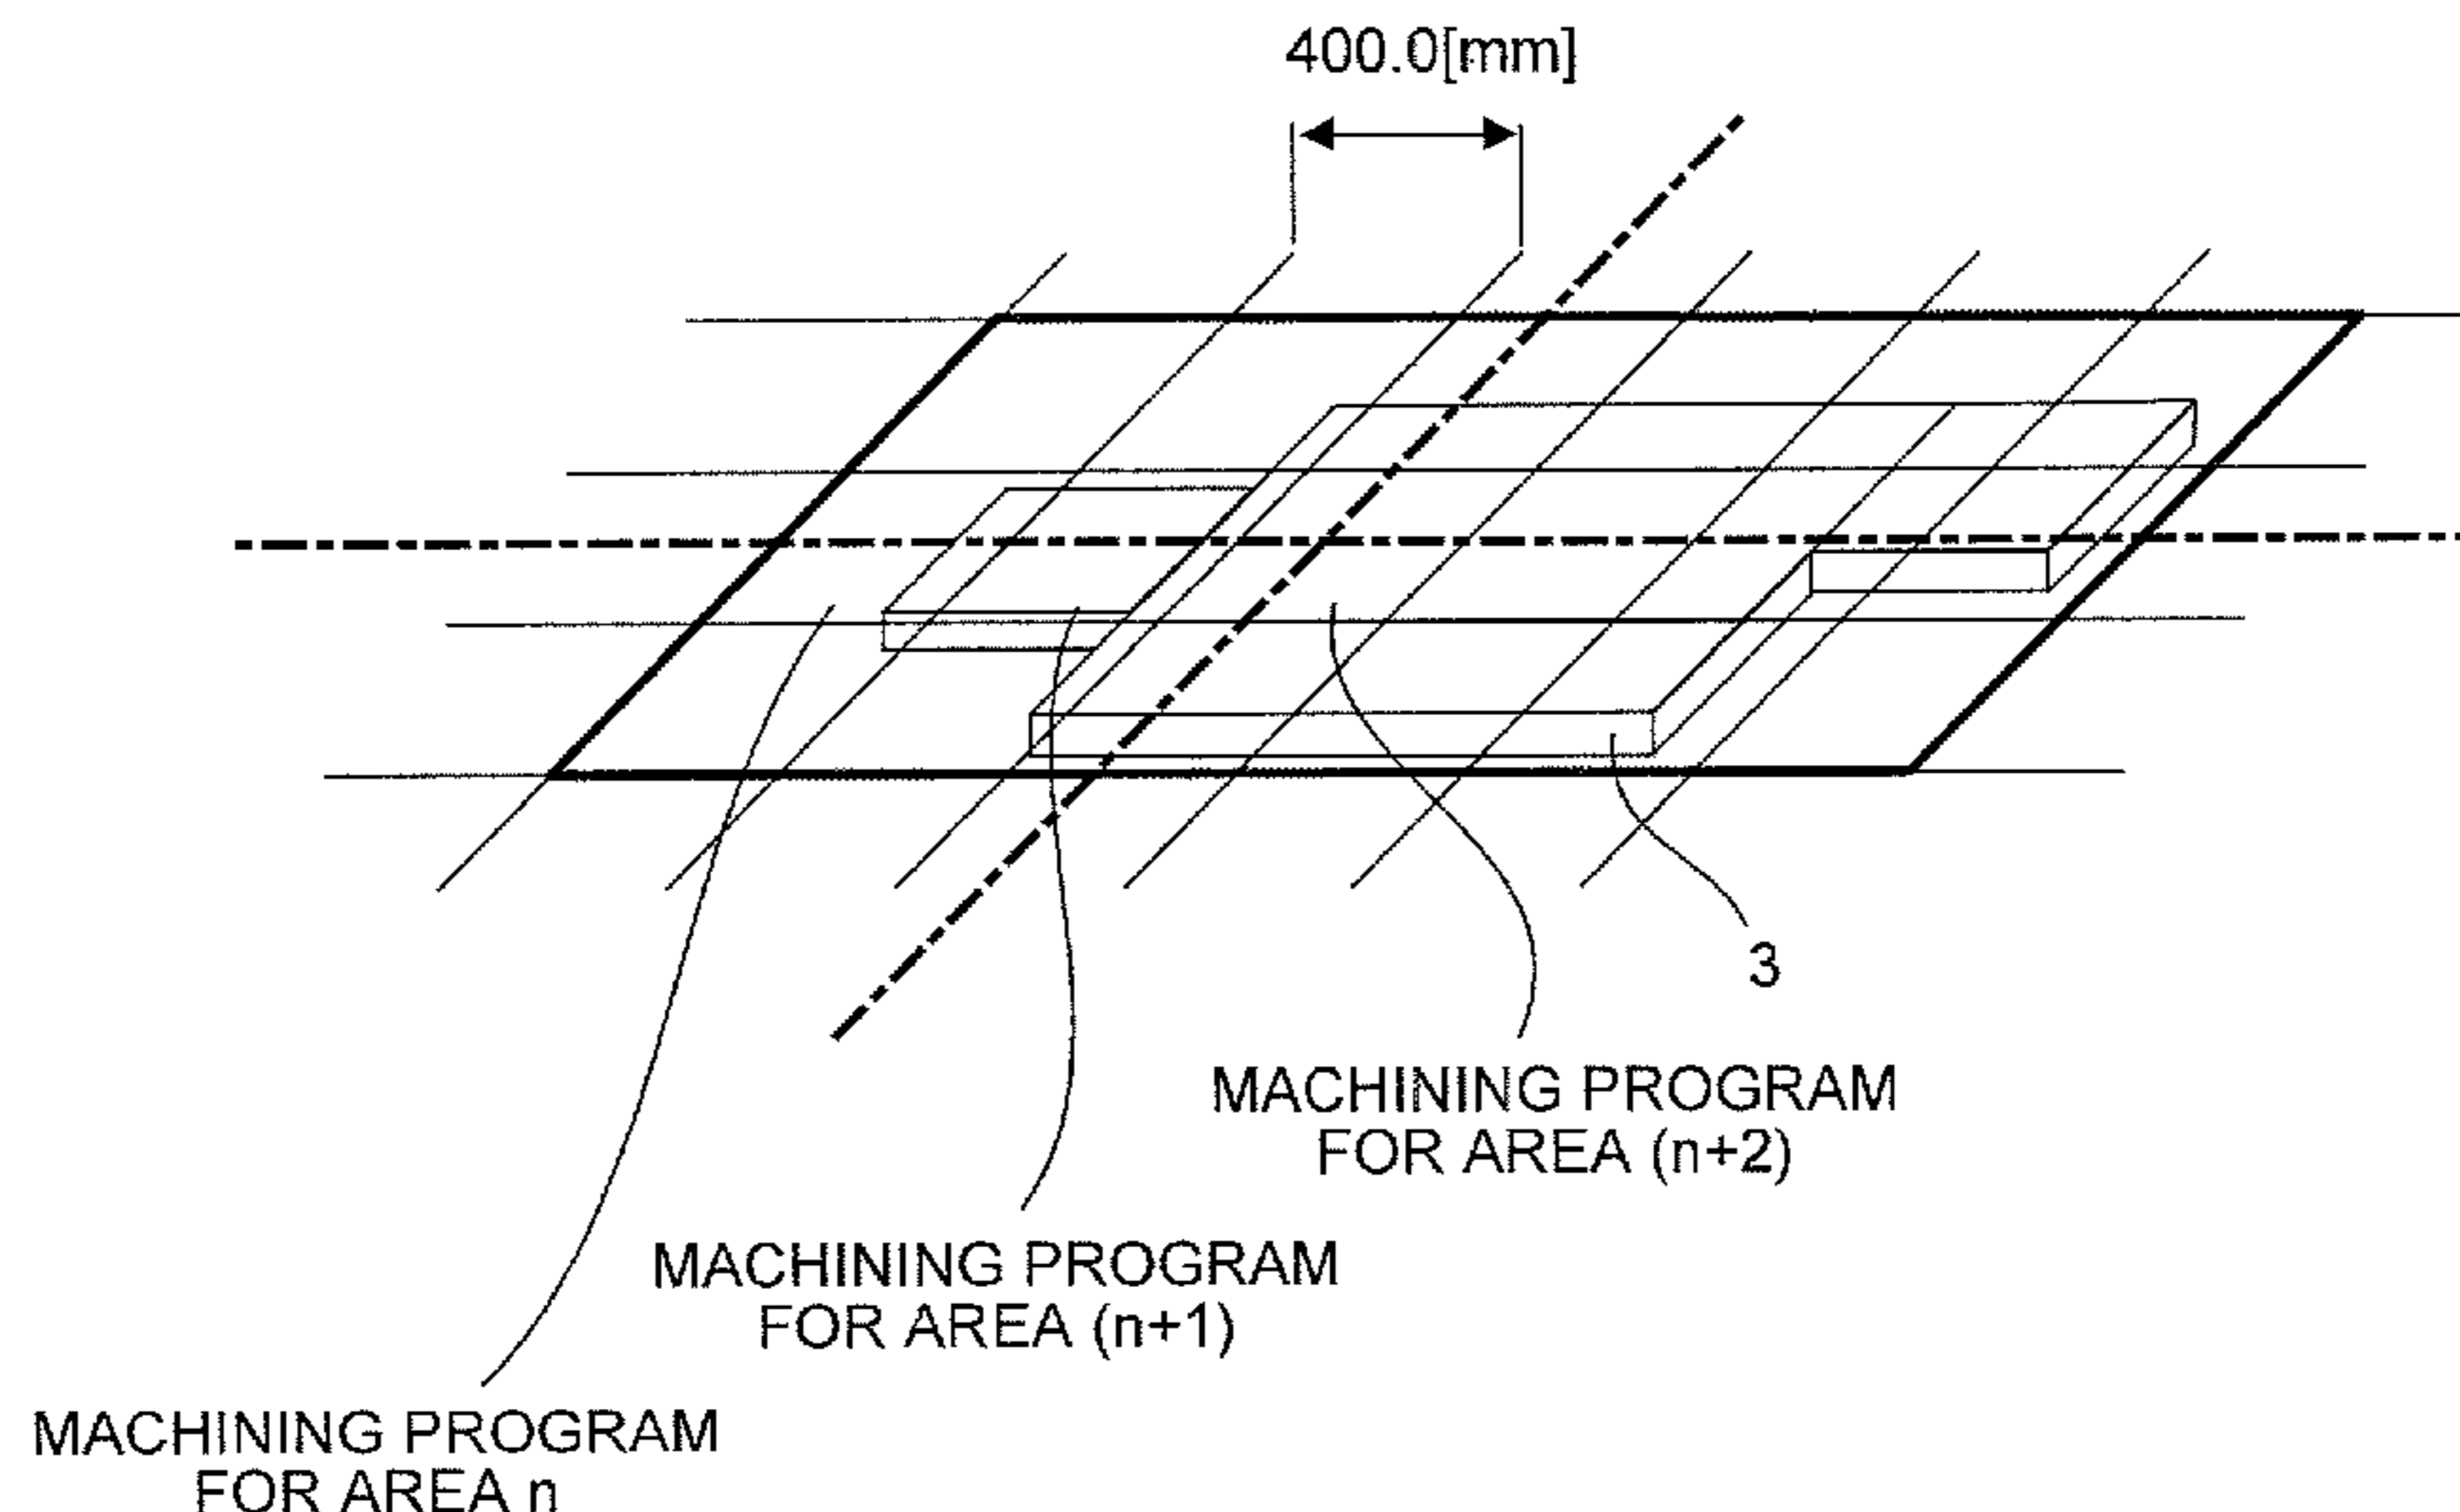 400.0[mm]
3
MACHINING PROGRAM
FOR AREA (n+2)
MACHINING PROGRAM
FOR AREA (n+1)
MACHINING PROGRAM
FOR AREA n